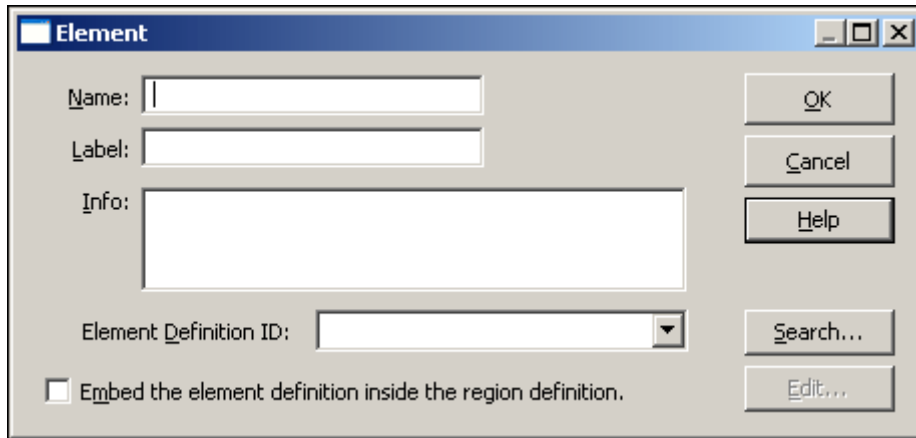 Element
Name:
OK
Label:
Cancel
Info:
Help
Element Definition ID:
Search...
Embed the element definition inside the region definition.
Edit...